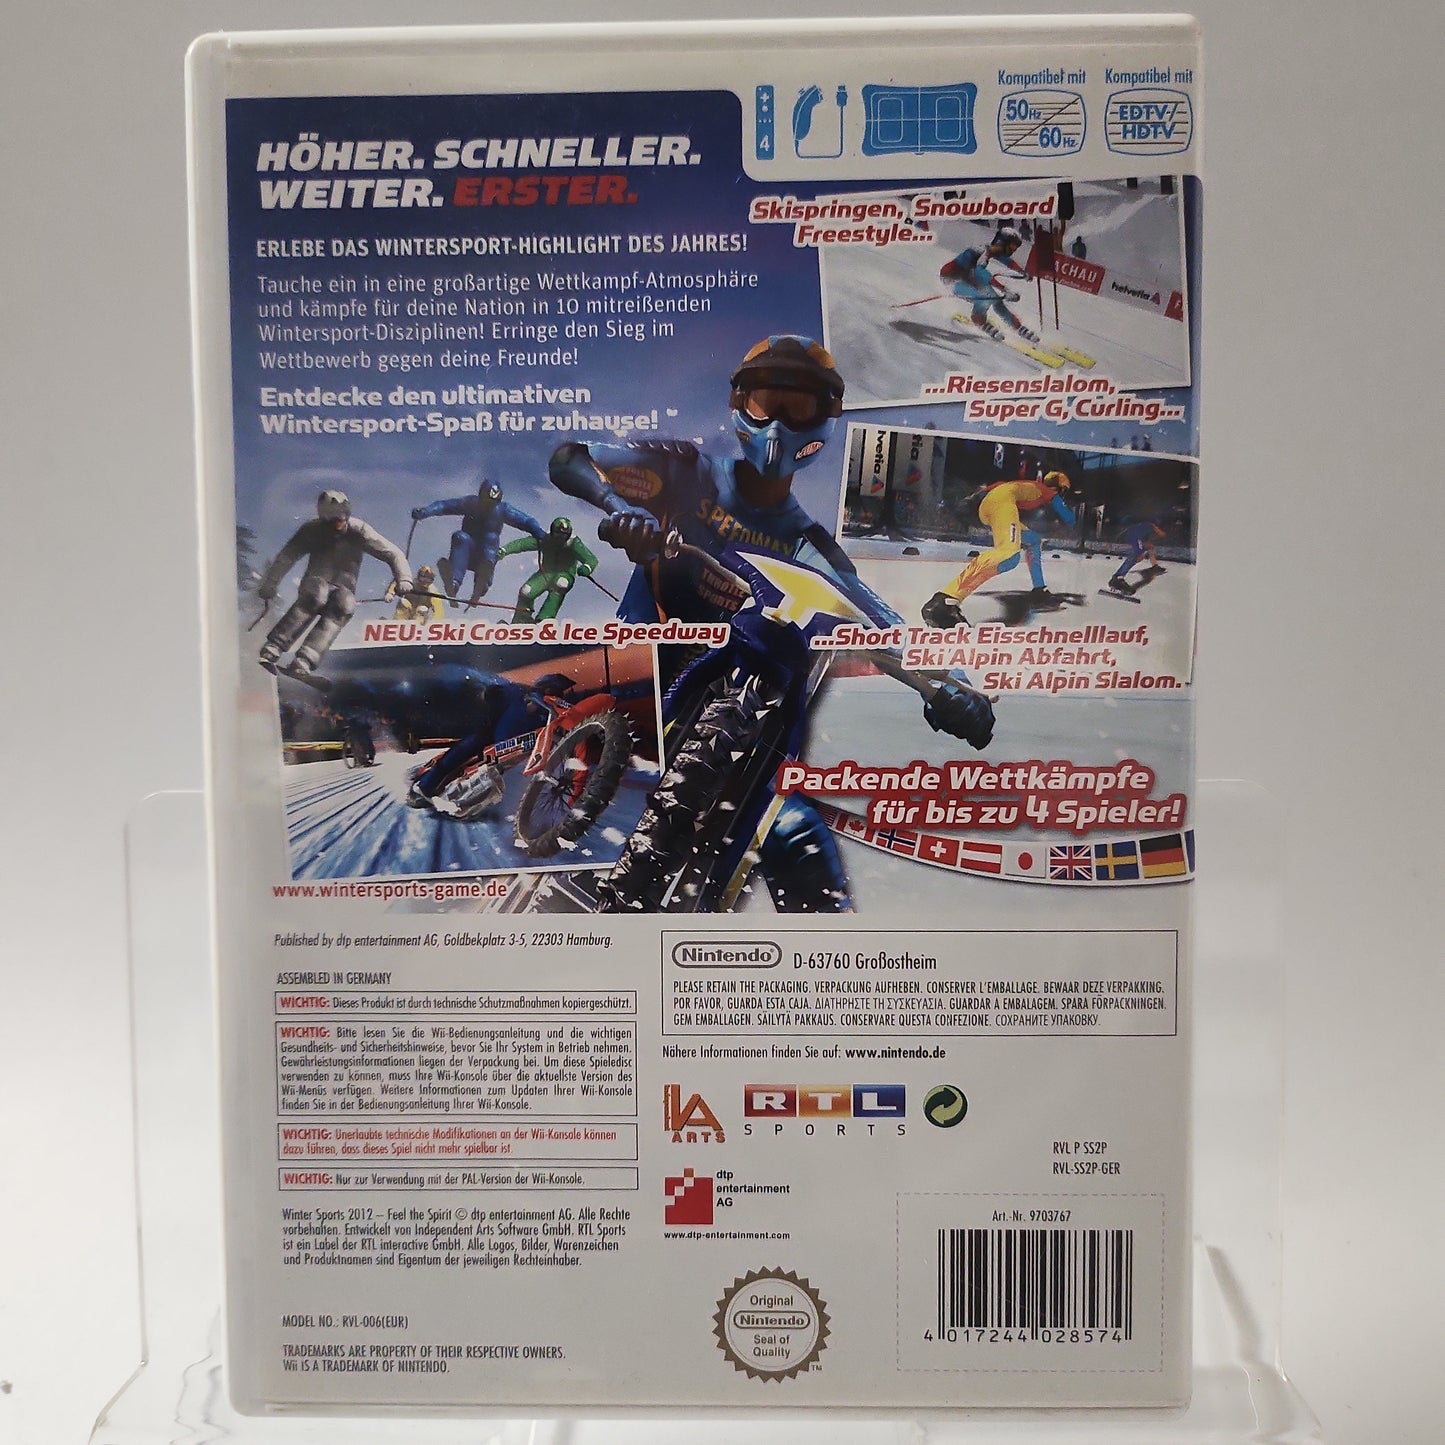 4
Kompatibel mit
50Hz
60Hz
Kompatibel mit
EDTV/
HDTV
HÖHER. SCHNELLER.
WEITER. ERSTER.
ERLEBE DAS WINTERSPORT-HIGHLIGHT DES JAHRES!
Tauche ein in eine großartige Wettkampf-Atmosphäre
und kämpfe für deine Nation in 10 mitreißenden
Wintersport-Disziplinen! Erringe den Sieg im
Wettbewerb gegen deine Freunde!
Entdecke den ultimativen
Wintersport-Spaß für zuhause!
Skispringen, Snowboard
Freestyle...
ACHAU
helvetia
...Riesenslalom,
Super G, Curling...
lvetia
SPEEDWAY
THROTTLE
SPORTS
NEU: Ski Cross & Ice Speedway
...Short Track Eisschnelllauf,
Ski Alpin Abfahrt,
Ski Alpin Slalom.
WINTER SPORTS
Packende Wettkämpfe
für bis zu 4 Spieler!
www.wintersports-game.de
Published by dtp entertainment AG, Goldbekplatz 3-5, 22303 Hamburg.
ASSEMBLED IN GERMANY
WICHTIG: Dieses Produkt ist durch technische Schutzmaßnahmen kopiergeschützt.
WICHTIG: Bitte lesen Sie die Wii-Bedienungsanleitung und die wichtigen
Gesundheits- und Sicherheitshinweise, bevor Sie Ihr System in Betrieb nehmen.
Gewährleistungsinformationen liegen der Verpackung bei. Um diese Spieledisc
verwenden zu können, muss Ihre Wii-Konsole über die aktuellste Version des
Wii-Menüs verfügen. Weitere Informationen zum Updaten Ihrer Wii-Konsole
finden Sie in der Bedienungsanleitung Ihrer Wii-Konsole.
WICHTIG: Unerlaubte technische Modifikationen an der Wii-Konsole können
dazu führen, dass dieses Spiel nicht mehr spielbar ist.
WICHTIG: Nur zur Verwendung mit der PAL-Version der Wii-Konsole.
Winter Sports 2012 – Feel the Spirit © dtp entertainment AG. Alle Rechte
vorbehalten. Entwickelt von Independent Arts Software GmbH. RTL Sports
ist ein Label der RTL interactive GmbH. Alle Logos, Bilder, Warenzeichen
und Produktnamen sind Eigentum der jeweiligen Rechteinhaber.
MODEL NO.: RVL-006(EUR)
TRADEMARKS ARE PROPERTY OF THEIR RESPECTIVE OWNERS.
Wii IS A TRADEMARK OF NINTENDO.
Nintendo® D-63760 Großostheim
PLEASE RETAIN THE PACKAGING. VERPACKUNG AUFHEBEN. CONSERVER L'EMBALLAGE. BEWAAR DEZE VERPAKKING.
POR FAVOR, GUARDA ESTA CAJA. ΔΙΑΤΗΡΗΣΤΕ ΤΗ ΣΥΣΚΕΥΑΣΙΑ. GUARDAR A EMBALAGEM. SPARA FÖRPACKNINGEN.
GEM EMBALLAGEN. SÄILYTÄ PAKKAUS. CONSERVARE QUESTA CONFEZIONE. СОХРАНИТЕ УПАКОВКУ.
Nähere Informationen finden Sie auf: www.nintendo.de
IA
ARTS
RTL
SPORTS
dtp
entertainment
AG
www.dtp-entertainment.com
RVL P SS2P
RVL-SS2P-GER
Art.-Nr. 9703767
4 017244 028574
Original
Nintendo
Seal of
Quality
TM